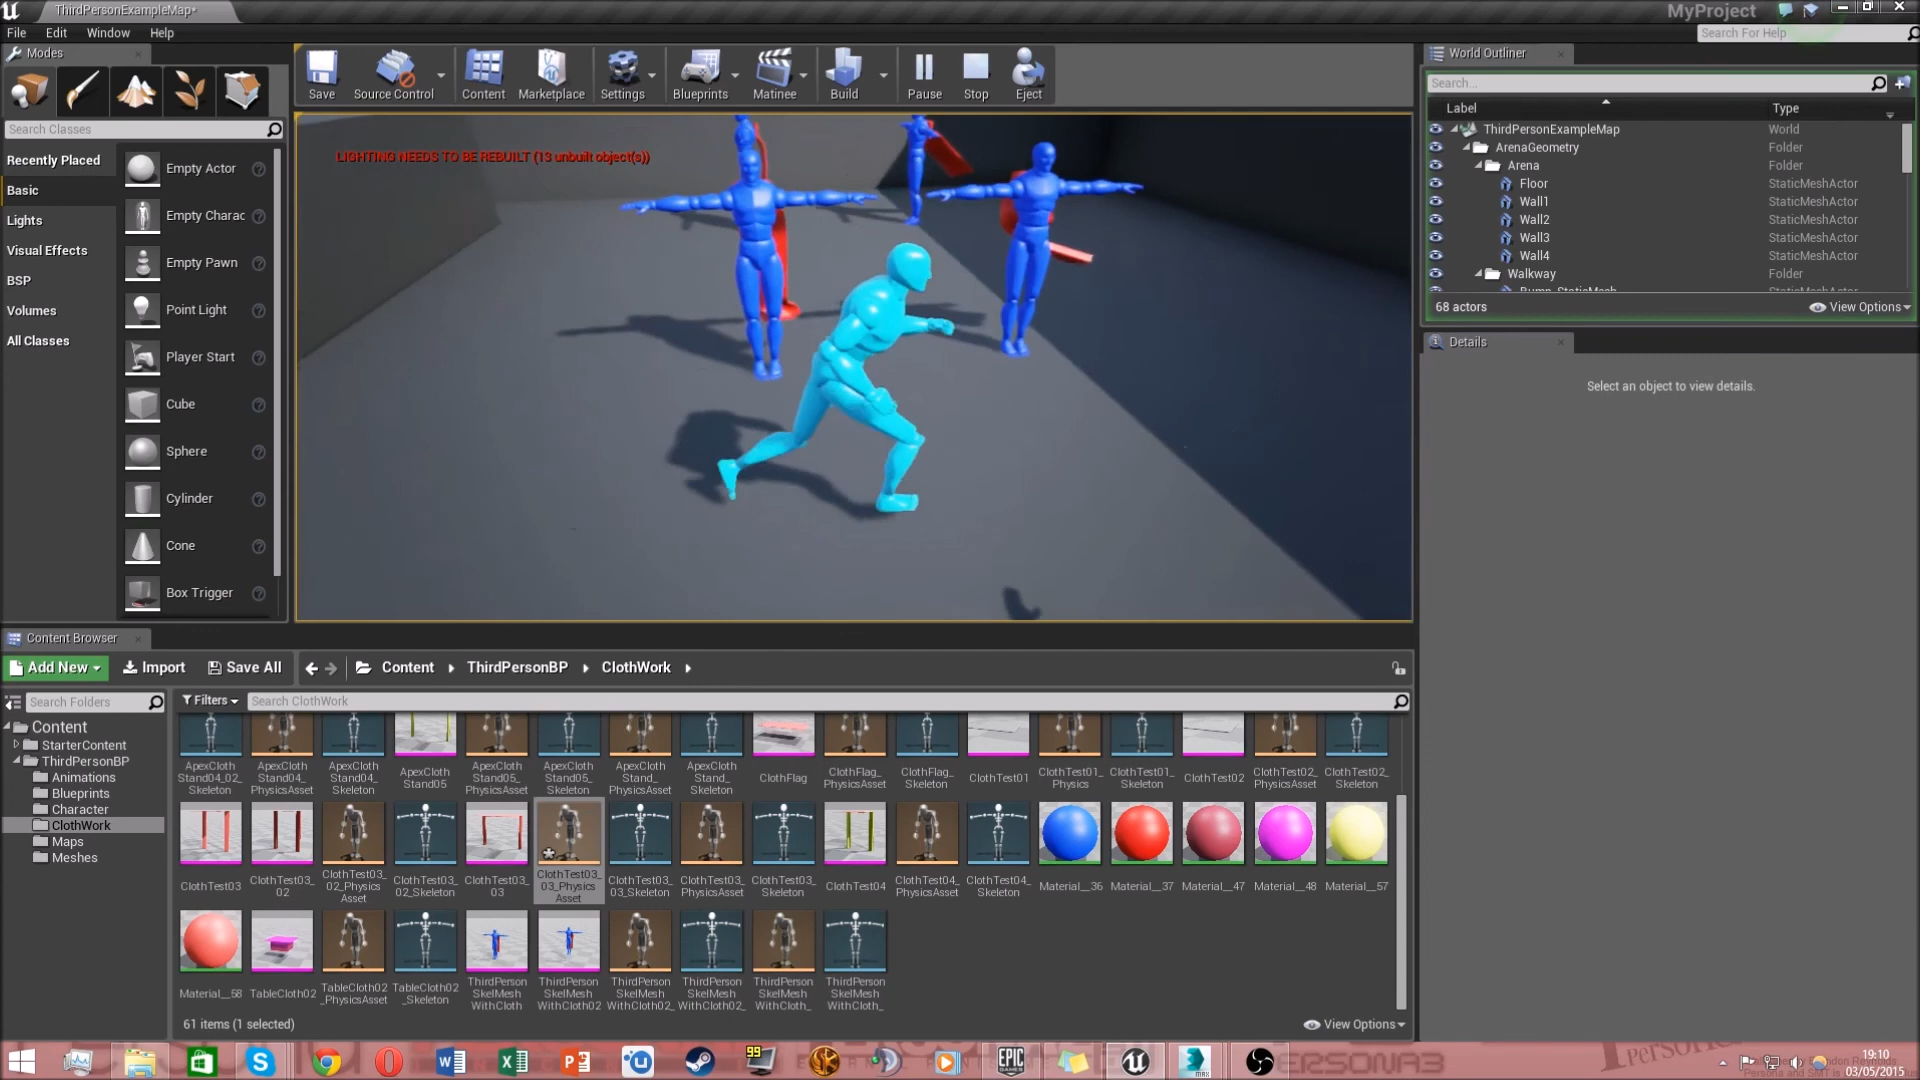 ThirdPersonExampleMap*
MyProject
File Edit Window Help
Search For Help
Modes
Search Classes
Recently Placed
Basic
Lights
Visual Effects
BSP
Volumes
All Classes
Empty Actor
Empty Charac
Empty Pawn
Point Light
Player Start
Cube
Sphere
Cylinder
Cone
Box Trigger
Save
Source Control
Content
Marketplace
Settings
Blueprints
Matinee
Build
Pause
Stop
Eject
LIGHTING NEEDS TO BE REBUILT (13 unbuilt object(s))
World Outliner
Search...
Label Type
ThirdPersonExampleMap World
ArenaGeometry Folder
Arena Folder
Floor StaticMeshActor
Wall1 StaticMeshActor
Wall2 StaticMeshActor
Wall3 StaticMeshActor
Wall4 StaticMeshActor
Walkway Folder
Bump_StaticMesh StaticMeshActor
68 actors
View Options
Details
Select an object to view details.
Content Browser
Add New Import Save All Content ThirdPersonBP ClothWork
Search Folders
Filters Search ClothWork
Content
StarterContent
ThirdPersonBP
Animations
Blueprints
Character
ClothWork
Maps
Meshes
ApexCloth Stand04_02_ Skeleton
ApexCloth Stand04_ PhysicsAsset
ApexCloth Stand04_ Skeleton
ApexCloth Stand05
ApexCloth Stand05_ PhysicsAsset
ApexCloth Stand05_ Skeleton
ApexCloth Stand_ PhysicsAsset
ApexCloth Stand_ Skeleton
ClothFlag
ClothFlag_ PhysicsAsset
ClothFlag_ Skeleton
ClothTest01
ClothTest01_ Physics
ClothTest01_ Skeleton
ClothTest02
ClothTest02_ PhysicsAsset
ClothTest02_ Skeleton
ClothTest03
ClothTest03_ 02
ClothTest03_ 02_Physics Asset
ClothTest03_ 02_Skeleton
ClothTest03_ 03
ClothTest03_ 03_Physics Asset
ClothTest03_ 03_Skeleton
ClothTest03_ PhysicsAsset
ClothTest03_ Skeleton
ClothTest04
ClothTest04_ PhysicsAsset
ClothTest04_ Skeleton
Material__36
Material__37
Material__47
Material__48
Material__57
Material__58
TableCloth02
TableCloth02 _PhysicsAsset
TableCloth02 _Skeleton
ThirdPerson SkelMesh WithCloth
ThirdPerson SkelMesh WithCloth02
ThirdPerson SkelMesh WithCloth02_
ThirdPerson SkelMesh WithCloth02_
ThirdPerson SkelMesh WithCloth_
ThirdPerson SkelMesh WithCloth_
61 items (1 selected)
View Options
99
EPIC GAMES
MAX
PERSONA3
19:10
03/05/2015